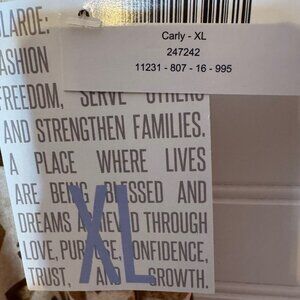 Carly - XL
247242
11231 - 807 - 16 - 995
LAROE:
FASHION
FREEDOM, SERVE OTHERS
AND STRENGTHEN FAMILIES.
A PLACE WHERE LIVES
ARE BEING BLESSED AND
DREAMS ACHIEVED THROUGH
LOVE, PURPOSE, CONFIDENCE,
TRUST, AND GROWTH.
XL